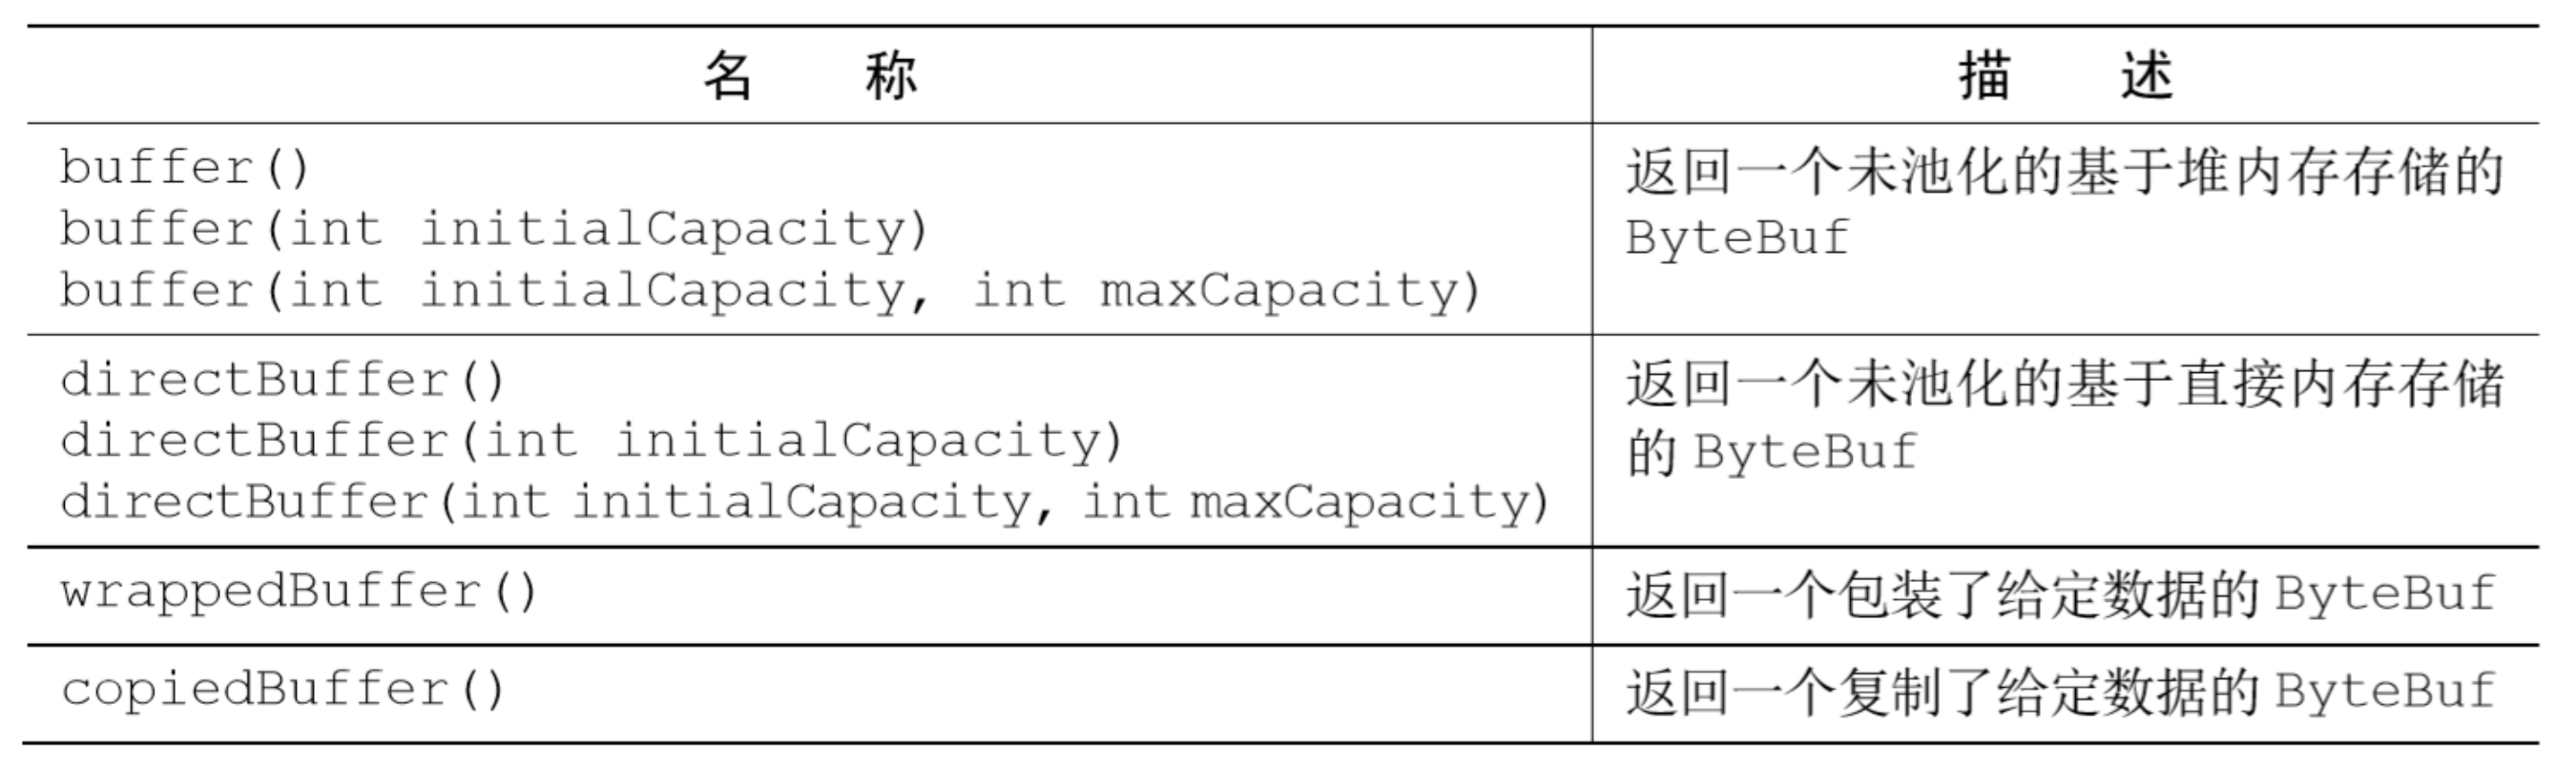 名 称
描 述
buffer()
buffer(int initialCapacity)
buffer(int initialCapacity, int maxCapacity)
返回一个未池化的基于堆内存存储的
ByteBuf
directBuffer()
directBuffer(int initialCapacity)
directBuffer(int initialCapacity, int maxCapacity)
返回一个未池化的基于直接内存存储
的 ByteBuf
wrappedBuffer()
返回一个包装了给定数据的 ByteBuf
copiedBuffer()
返回一个复制了给定数据的 ByteBuf